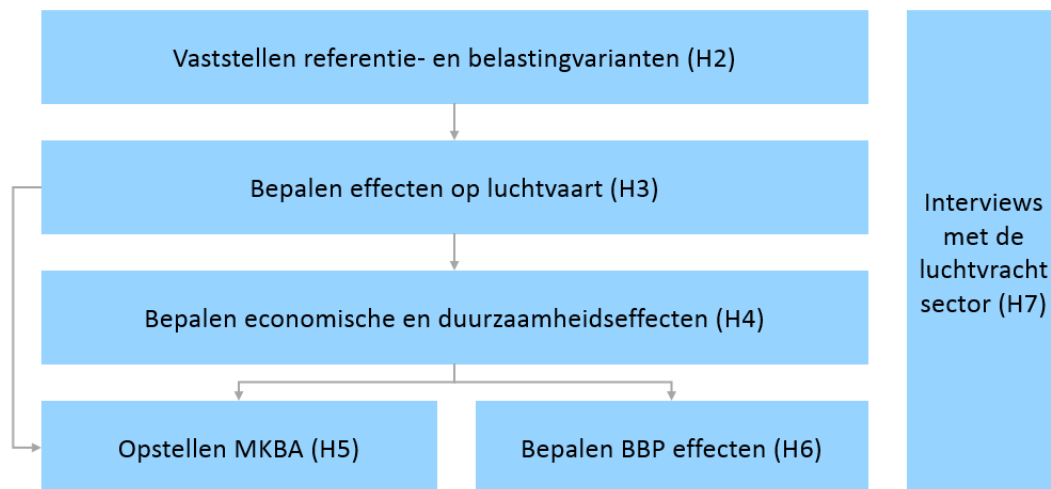 Vaststellen referentie- en belastingvarianten (H2)
Bepalen effecten op luchtvaart (H3)
Bepalen economische en duurzaamheidseffecten (H4)
Opstellen MKBA (H5)
Bepalen BBP effecten (H6)
Interviews
met de
luchtvracht
sector (H7)